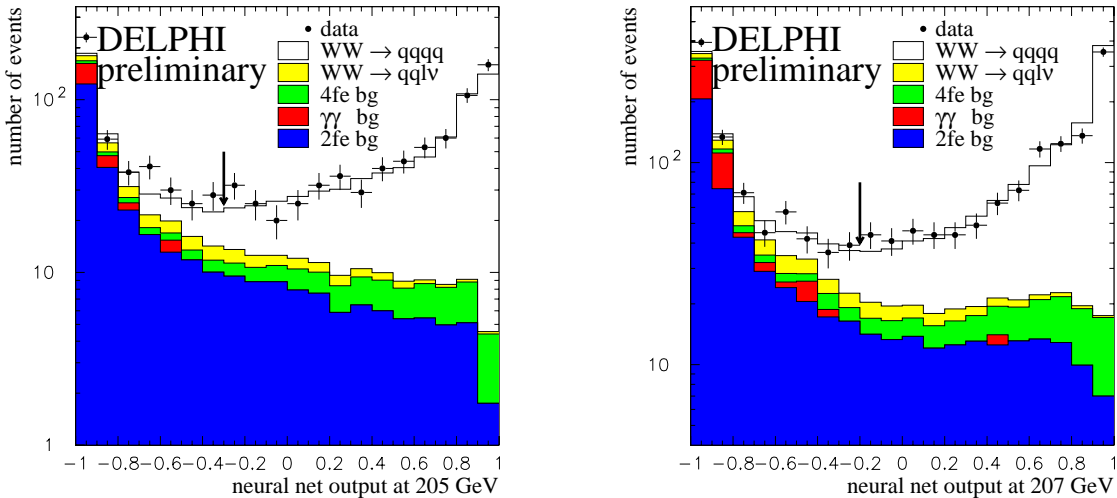 number of events
10²
10
1
DELPHI
preliminary
data
WW → qqqq
WW → qqlν
4fe bg
γγ bg
2fe bg
−1 −0.8 −0.6 −0.4 −0.2 0 0.2 0.4 0.6 0.8 1
neural net output at 205 GeV
number of events
10²
10
DELPHI
preliminary
data
WW → qqqq
WW → qqlν
4fe bg
γγ bg
2fe bg
−1 −0.8 −0.6 −0.4 −0.2 0 0.2 0.4 0.6 0.8 1
neural net output at 207 GeV